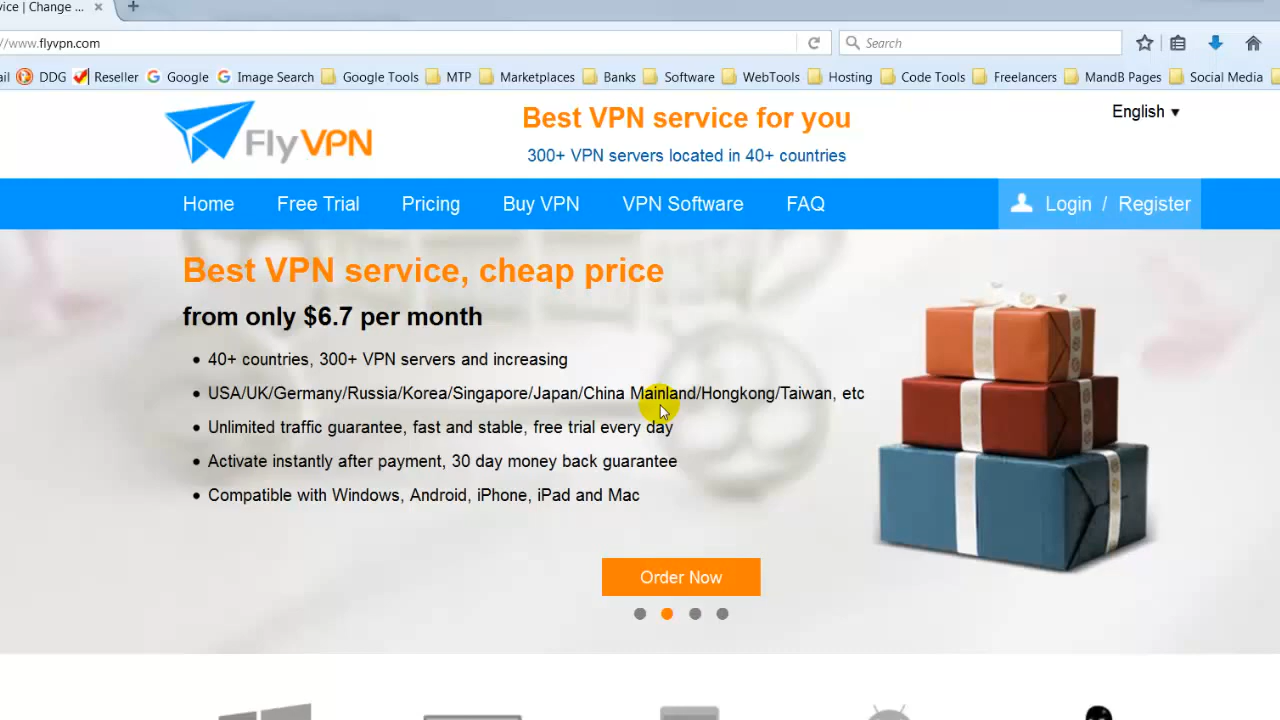 vice | Change ...
//www.flyvpn.com
Search
ail DDG Reseller Google Image Search Google Tools MTP Marketplaces Banks Software WebTools Hosting Code Tools Freelancers MandB Pages Social Media
FlyVPN
Best VPN service for you
300+ VPN servers located in 40+ countries
English ▼
Home Free Trial Pricing Buy VPN VPN Software FAQ Login / Register
Best VPN service, cheap price
from only $6.7 per month
• 40+ countries, 300+ VPN servers and increasing
• USA/UK/Germany/Russia/Korea/Singapore/Japan/China Mainland/Hongkong/Taiwan, etc
• Unlimited traffic guarantee, fast and stable, free trial every day
• Activate instantly after payment, 30 day money back guarantee
• Compatible with Windows, Android, iPhone, iPad and Mac
Order Now